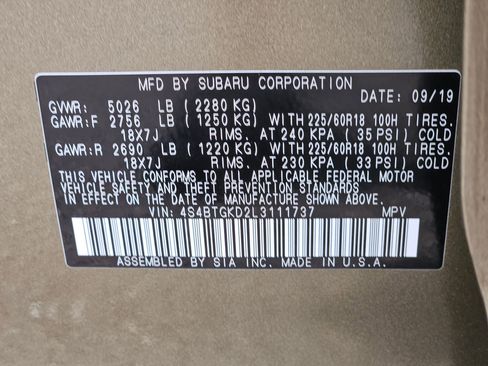 MFD BY SUBARU CORPORATION DATE: 09/19
GVWR: 5026 LB (2280 KG)
GAWR:F 2756 LB (1250 KG) WITH 225/60R18 100H TIRES.
18X7J RIMS. AT 240 KPA (35 PSI) COLD
GAWR:R 2690 LB (1220 KG) WITH 225/60R18 100H TIRES.
18X7J RIMS. AT 230 KPA (33 PSI) COLD
THIS VEHICLE CONFORMS TO ALL APPLICABLE FEDERAL MOTOR
VEHICLE SAFETY AND THEFT PREVENTION STANDARDS
IN EFFECT ON THE DATE OF MANUFACTURE SHOWN ABOVE.
VIN: 4S4BTGKD2L3111737 MPV
ASSEMBLED BY SIA INC. MADE IN U.S.A.